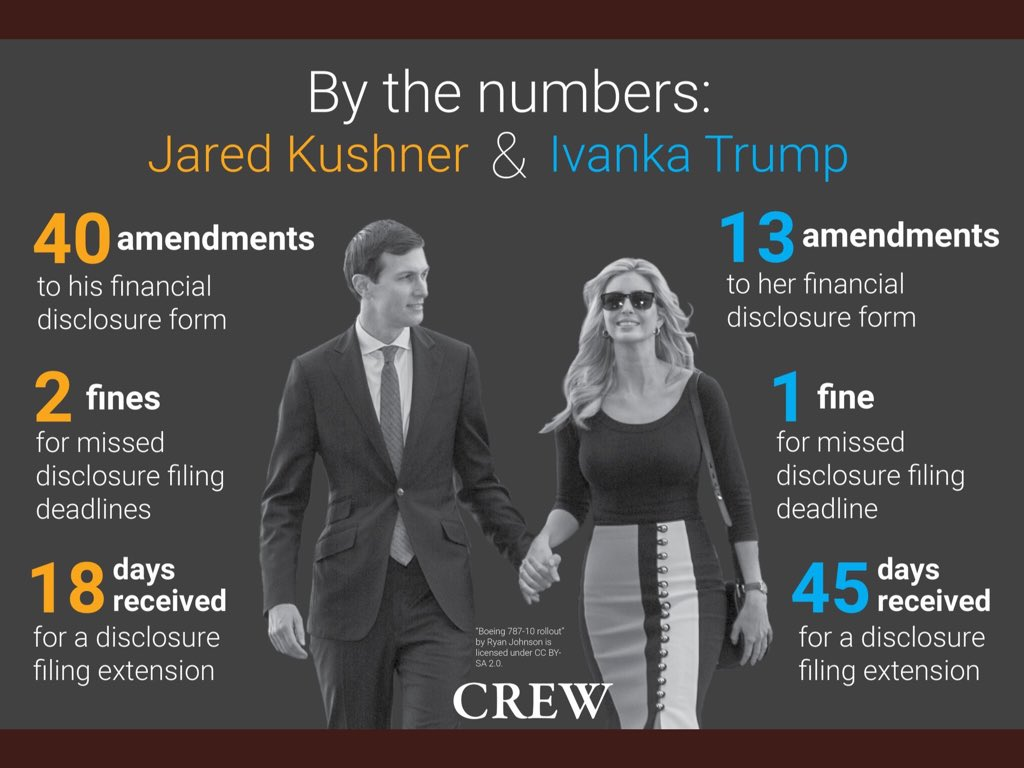 By the numbers:
Jared Kushner & Ivanka Trump
40 amendments
to his financial
disclosure form
2 fines
for missed
disclosure filing
deadlines
18 days
received
for a disclosure
filing extension
13 amendments
to her financial
disclosure form
1 fine
for missed
disclosure filing
deadline
45 days
received
for a disclosure
filing extension
"Boeing 787-10 rollout"
by Ryan Johnson is
licensed under CC BY-
SA 2.0.
CREW